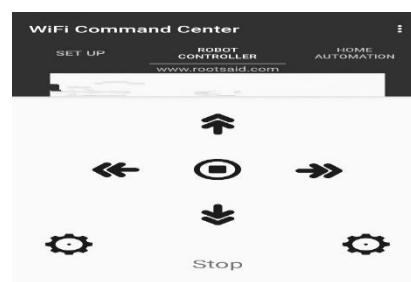 WiFi Command Center
SET UP
ROBOT
CONTROLLER
HOME
AUTOMATION
www.rootsaid.com
Stop